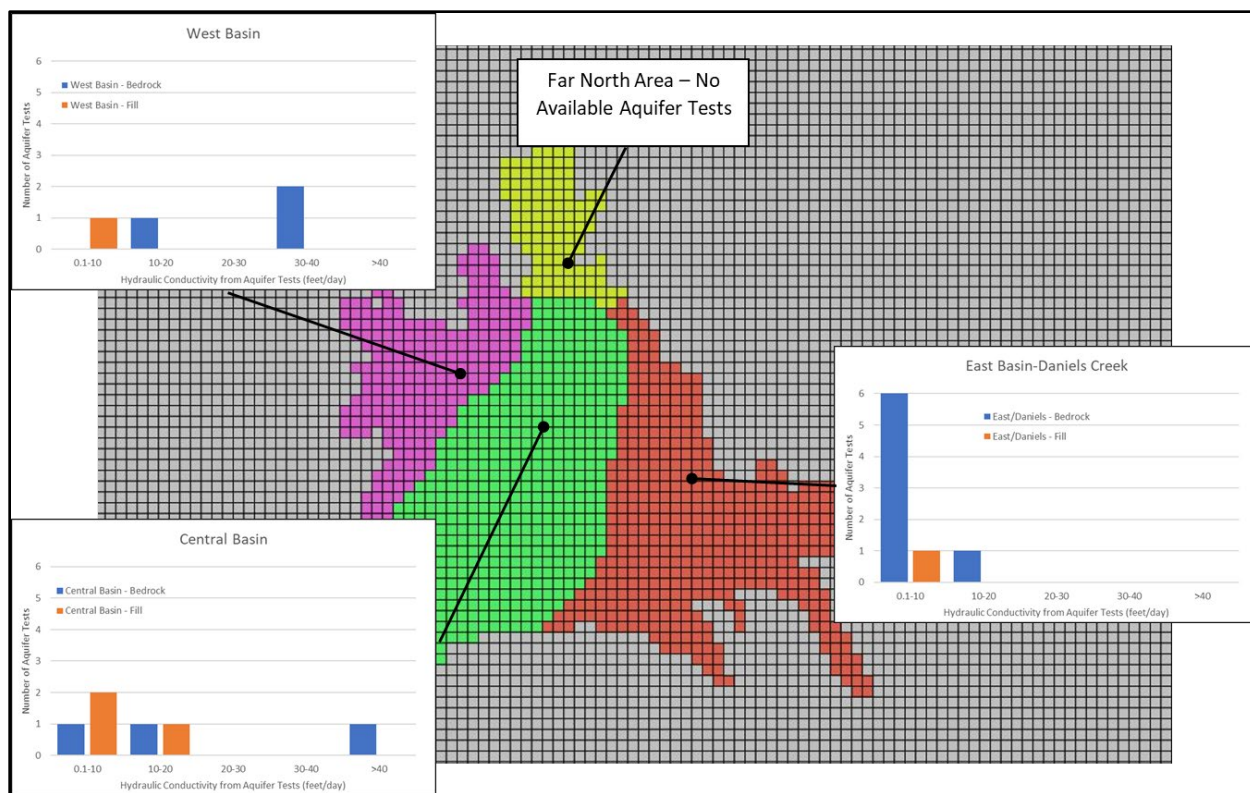 West Basin
6
West Basin - Bedrock
5
West Basin - Fill
4
3
2
1
0
Number of Aquifer Tests
0.1-10 10-20 20-30 30-40 >40
Hydraulic Conductivity from Aquifer Tests (feet/day)
Far North Area – No
Available Aquifer Tests
East Basin-Daniels Creek
6
East/Daniels - Bedrock
5
East/Daniels - Fill
4
3
2
1
0
Number of Aquifer Tests
0.1-10 10-20 20-30 30-40 >40
Hydraulic Conductivity from Aquifer Tests (feet/day)
Central Basin
6
Central Basin - Bedrock
5
Central Basin - Fill
4
3
2
1
0
Number of Aquifer Tests
0.1-10 10-20 20-30 30-40 >40
Hydraulic Conductivity from Aquifer Tests (feet/day)